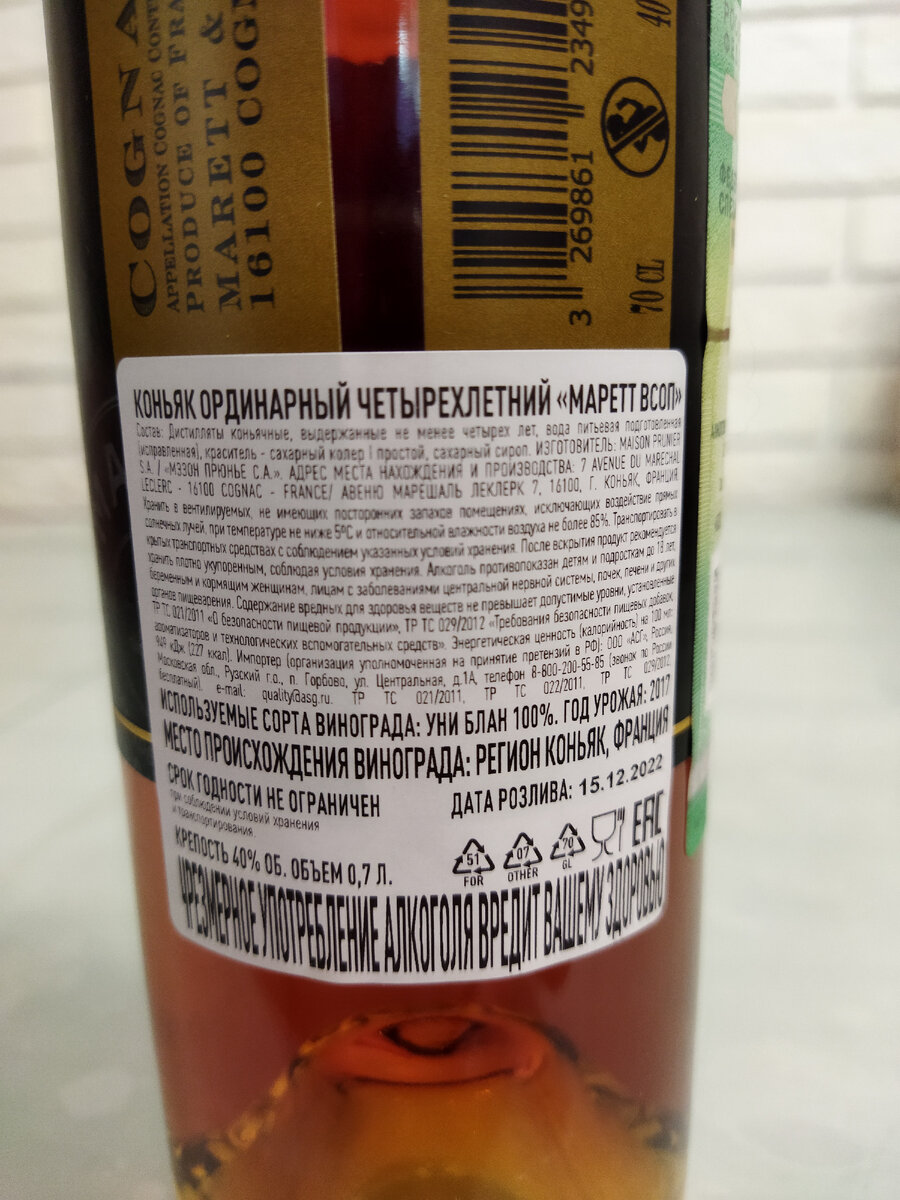 COGNA
APPELLATION COGNAC CONT
PRODUCE OF FRA
MARETT &
16100 COGN
3 269861 2349
70 CL
40
КОНЬЯК ОРДИНАРНЫЙ ЧЕТЫРЕХЛЕТНИЙ «МАРЕТТ ВСОП»
Состав: Дистилляты коньячные, выдержанные не менее четырех лет, вода питьевая подготовленная
(исправленная), краситель - сахарный колер I простой, сахарный сироп. ИЗГОТОВИТЕЛЬ: MAISON PRUNIER
S.A. / «МЭЗОН ПРЮНЬЕ С.А.». АДРЕС МЕСТА НАХОЖДЕНИЯ И ПРОИЗВОДСТВА: 7 AVENUE DU MARECHAL
LECLERC - 16100 COGNAC - FRANCE/ АВЕНЮ МАРЕШАЛЬ ЛЕКЛЕРК 7, 16100, Г. КОНЬЯК, ФРАНЦИЯ.
Хранить в вентилируемых, не имеющих посторонних запахов помещениях, исключающих воздействие прямых
солнечных лучей, при температуре не ниже 5ºС и относительной влажности воздуха не более 85%. Транспортировать в
крытых транспортных средствах с соблюдением указанных условий хранения. После вскрытия продукт рекомендуется
хранить плотно укупоренным, соблюдая условия хранения. Алкоголь противопоказан детям и подросткам до 18 лет,
беременным и кормящим женщинам, лицам с заболеваниями центральной нервной системы, почек, печени и других
органов пищеварения. Содержание вредных для здоровья веществ не превышает допустимые уровни, установленные
ТР ТС 021/2011 «О безопасности пищевой продукции», ТР ТС 029/2012 «Требования безопасности пищевых добавок,
ароматизаторов и технологических вспомогательных средств». Энергетическая ценность (калорийность) на 100 мл:
949 кДж (227 ккал). Импортер (организация уполномоченная на принятие претензий в РФ): ООО «АСГ», Россия,
Московская обл., Рузский г.о., п. Горбово, ул. Центральная, д.1А, телефон 8-800-200-55-85 (звонок по России
бесплатный). e-mail: quality@asg.ru. ТР ТС 021/2011, ТР ТС 022/2011, ТР ТС 029/2012.
ИСПОЛЬЗУЕМЫЕ СОРТА ВИНОГРАДА: УНИ БЛАН 100%. ГОД УРОЖАЯ: 2017
МЕСТО ПРОИСХОЖДЕНИЯ ВИНОГРАДА: РЕГИОН КОНЬЯК, ФРАНЦИЯ
СРОК ГОДНОСТИ НЕ ОГРАНИЧЕН
при соблюдении условий хранения
и транспортирования.
ДАТА РОЗЛИВА: 15.12.2022
КРЕПОСТЬ 40% ОБ. ОБЪЕМ 0,7 Л.
51 07 70 EAC
FOR OTHER GL
ЧРЕЗМЕРНОЕ УПОТРЕБЛЕНИЕ АЛКОГОЛЯ ВРЕДИТ ВАШЕМУ ЗДОРОВЬЮ